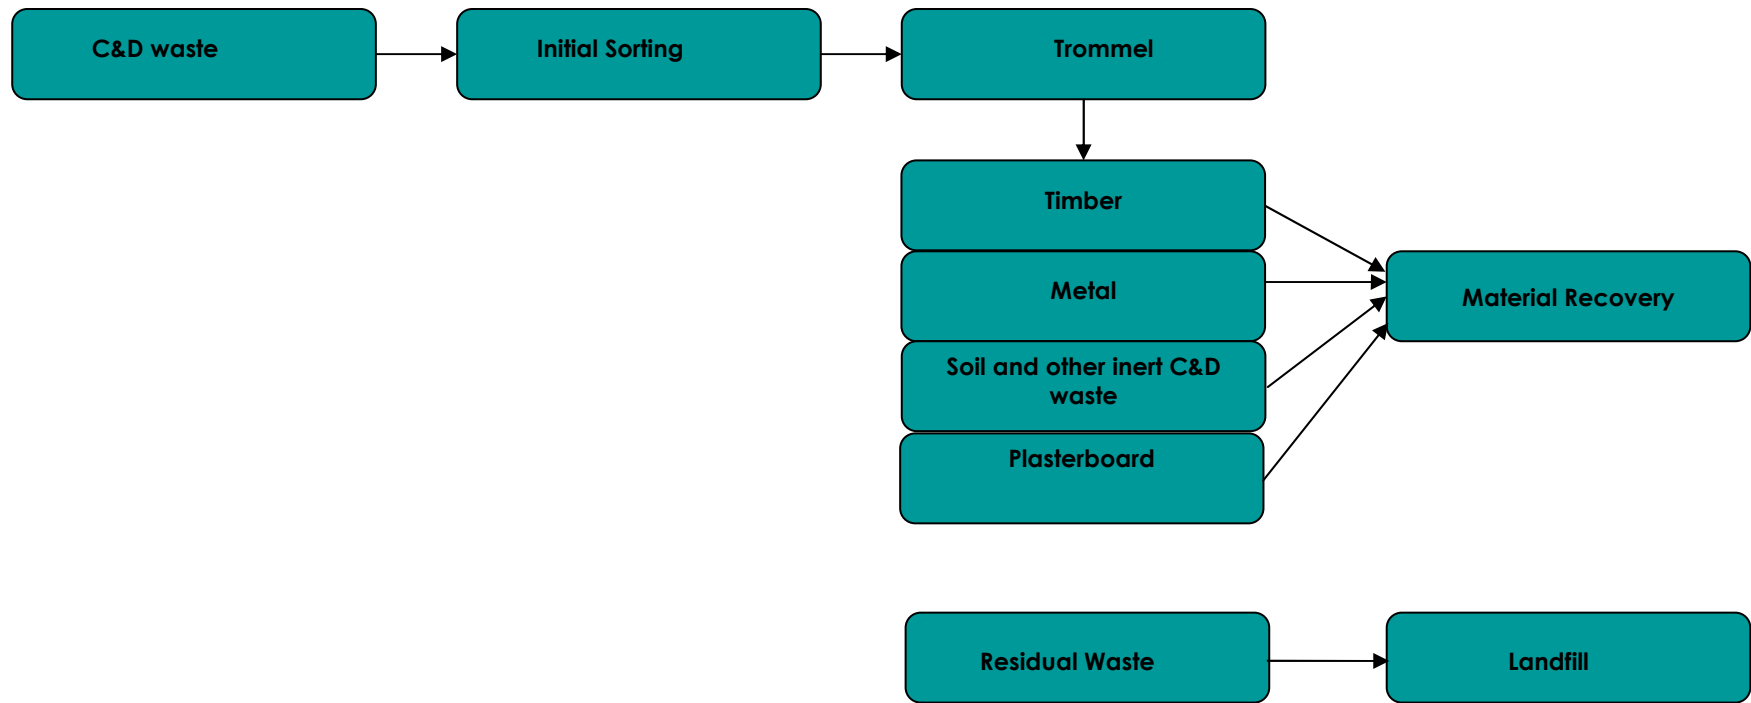 C&D waste
Initial Sorting
Trommel
Timber
Metal
Soil and other inert C&D
waste
Plasterboard
Material Recovery
Residual Waste
Landfill